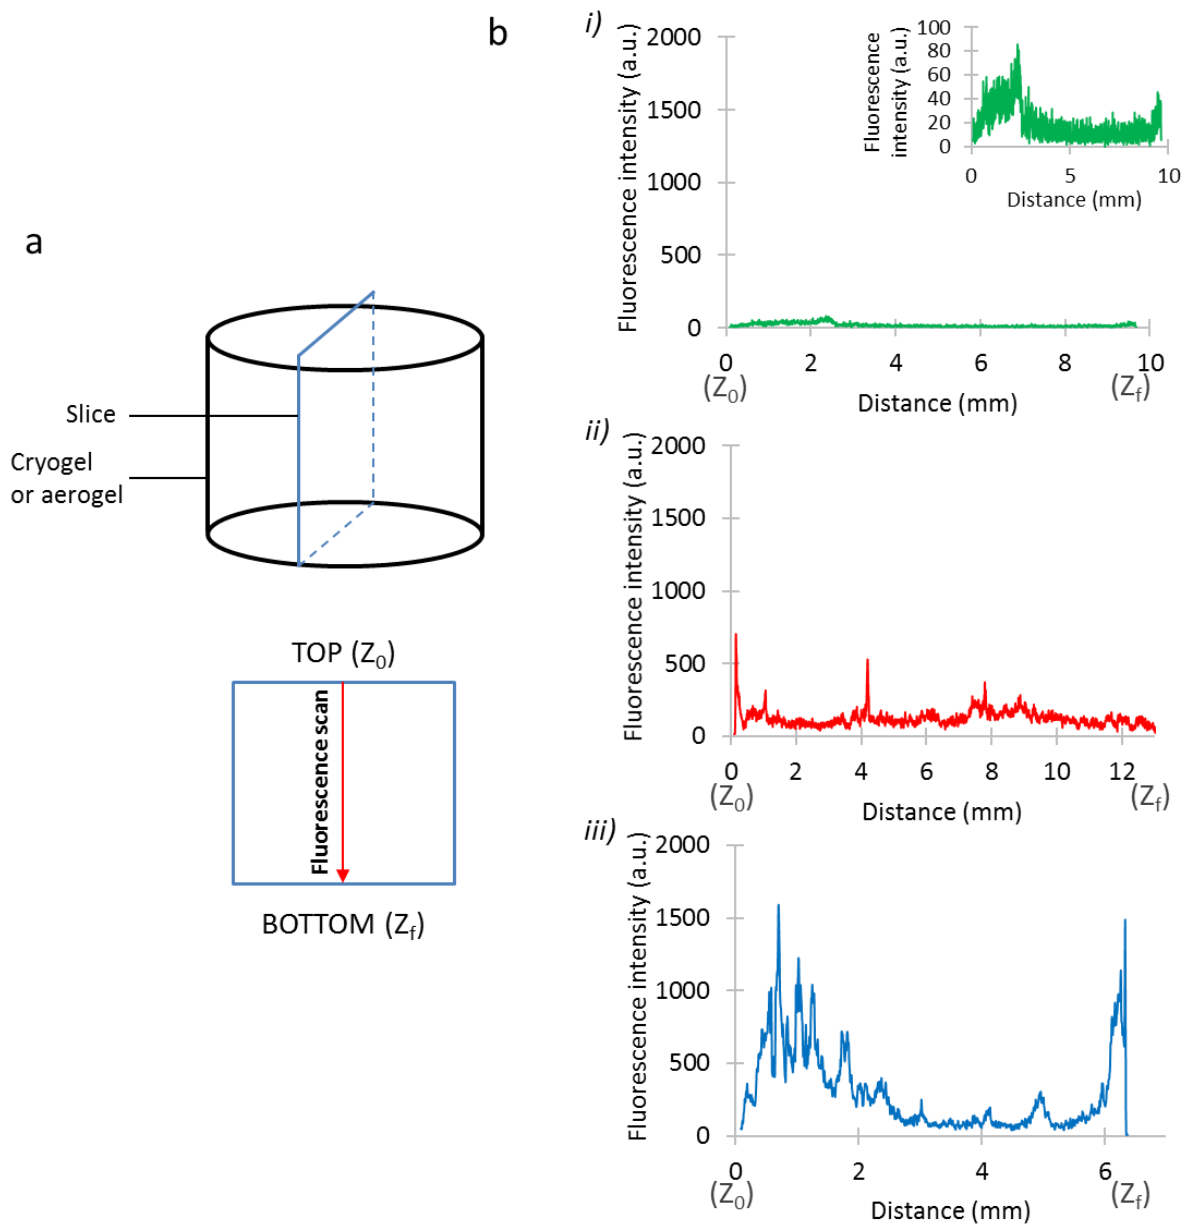 a
Slice
Cryogel
or aerogel
TOP (Z0)
Fluorescence scan
BOTTOM (Zf)
b
i)
Fluorescence intensity (a.u.)
2000
1500
1000
500
0
0 2 4 6 8 10
(Z0) (Zf)
Distance (mm)
Fluorescence
intensity (a.u.)
100
80
60
40
20
0
0 5 10
Distance (mm)
ii)
Fluorescence intensity (a.u.)
2000
1500
1000
500
0
0 2 4 6 8 10 12
(Z0) (Zf)
Distance (mm)
iii)
Fluorescence intensity (a.u.)
2000
1500
1000
500
0
0 2 4 6
(Z0) (Zf)
Distance (mm)